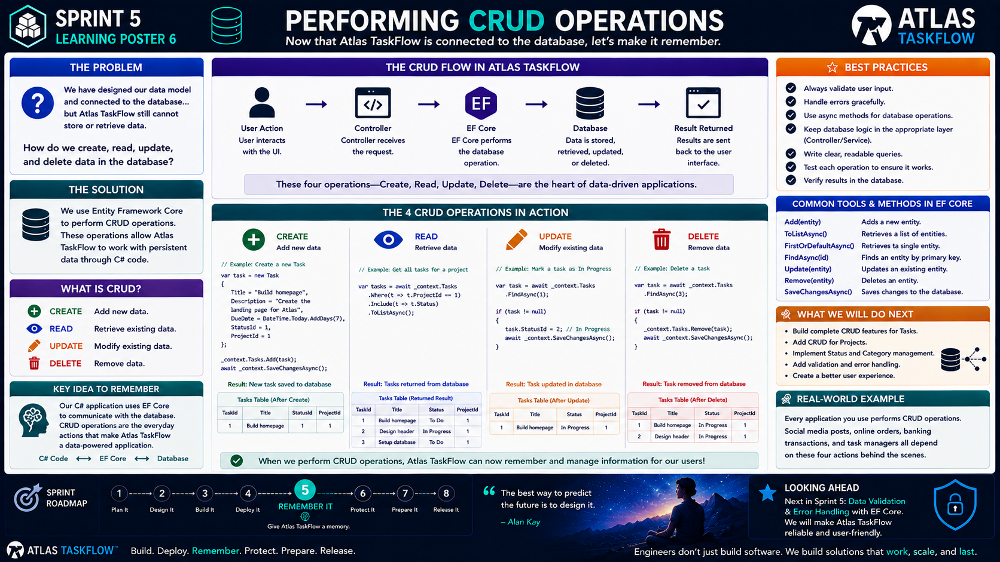 SPRINT 5
LEARNING POSTER 6
PERFORMING CRUD OPERATIONS
Now that Atlas TaskFlow is connected to the database, let's make it remember.
ATLAS
TASKFLOW
THE PROBLEM
?
We have designed our data model
and connected to the database...
but Atlas TaskFlow still cannot
store or retrieve data.
How do we create, read, update,
and delete data in the database?
THE SOLUTION
We use Entity Framework Core
to perform CRUD operations.
These operations allow Atlas
TaskFlow to work with persistent
data through C# code.
WHAT IS CRUD?
CREATE Add new data.
READ Retrieve existing data.
UPDATE Modify existing data.
DELETE Remove data.
KEY IDEA TO REMEMBER
Our C# application uses EF Core
to communicate with the database.
CRUD operations are the everyday
actions that make Atlas TaskFlow
a data-powered application.
C# Code ↔ EF Core ↔ Database
THE CRUD FLOW IN ATLAS TASKFLOW
User Action
User interacts
with the UI.
</>
Controller
Controller receives
the request.
EF
EF Core
EF Core performs
the database
operation.
Database
Data is stored,
retrieved, updated,
or deleted.
Result Returned
Results are sent
back to the user
interface.
These four operations—Create, Read, Update, Delete—are the heart of data-driven applications.
THE 4 CRUD OPERATIONS IN ACTION
CREATE
Add new data
// Example: Create a new Task
var task = new Task
{
Title = "Build homepage",
Description = "Create the
landing page for Atlas",
DueDate = DateTime.Today.AddDays(7),
StatusId = 1,
ProjectId = 1
};
_context.Tasks.Add(task);
await _context.SaveChangesAsync();
Result: New task saved to database
Tasks Table (After Create)
TaskId Title StatusId ProjectId
1 Build homepage 1 1
READ
Retrieve data
// Example: Get all tasks for a project
var tasks = await _context.Tasks
.Where(t => t.ProjectId == 1)
.Include(t => t.Status)
.ToListAsync();
Result: Tasks returned from database
Tasks Table (Returned Result)
TaskId Title Status ProjectId
1 Build homepage To Do 1
2 Design header In Progress 1
3 Setup database To Do 1
UPDATE
Modify existing data
// Example: Mark a task as In Progress
var task = await _context.Tasks
.FindAsync(1);
if (task != null)
{
task.StatusId = 2; // In Progress
await _context.SaveChangesAsync();
}
Result: Task updated in database
Tasks Table (After Update)
TaskId Title Status ProjectId
1 Build homepage In Progress 1
DELETE
Remove data
// Example: Delete a task
var task = await _context.Tasks
.FindAsync(3);
if (task != null)
{
_context.Tasks.Remove(task);
await _context.SaveChangesAsync();
}
Result: Task removed from database
Tasks Table (After Delete)
TaskId Title Status ProjectId
1 Build homepage In Progress 1
2 Design header In Progress 1
When we perform CRUD operations, Atlas TaskFlow can now remember and manage information for our users!
BEST PRACTICES
Always validate user input.
Handle errors gracefully.
Use async methods for database operations.
Keep database logic in the appropriate layer
(Controller/Service).
Write clear, readable queries.
Test each operation to ensure it works.
Verify results in the database.
COMMON TOOLS & METHODS IN EF CORE
Add(entity) Adds a new entity.
ToListAsync() Retrieves a list of entities.
FirstOrDefaultAsync() Retrieves ta single entity.
FindAsync(id) Finds an entity by primary key.
Update(entity) Updates an existing entity.
Remove(entity) Deletes an entity.
SaveChangesAsync() Saves changes to the database.
WHAT WE WILL DO NEXT
• Build complete CRUD features for Tasks.
• Add CRUD for Projects.
• Implement Status and Category management.
• Add validation and error handling.
• Create a better user experience.
REAL-WORLD EXAMPLE
Every application you use performs CRUD operations.
Social media posts, online orders, banking
transactions, and task managers all depend
on these four actions behind the scenes.
SPRINT
ROADMAP
1 2 3 4 5 6 7 8
Plan It Design It Build It Deploy It REMEMBER IT Protect It Prepare It Release It
Give Atlas TaskFlow a memory.
“ The best way to predict
the future is to design it.
– Alan Kay
LOOKING AHEAD
Next in Sprint 5: Data Validation
& Error Handling with EF Core.
We will make Atlas TaskFlow
reliable and user-friendly.
ATLAS TASKFLOW™
Build. Deploy. Remember. Protect. Prepare. Release.
Engineers don't just build software. We build solutions that work, scale, and last.